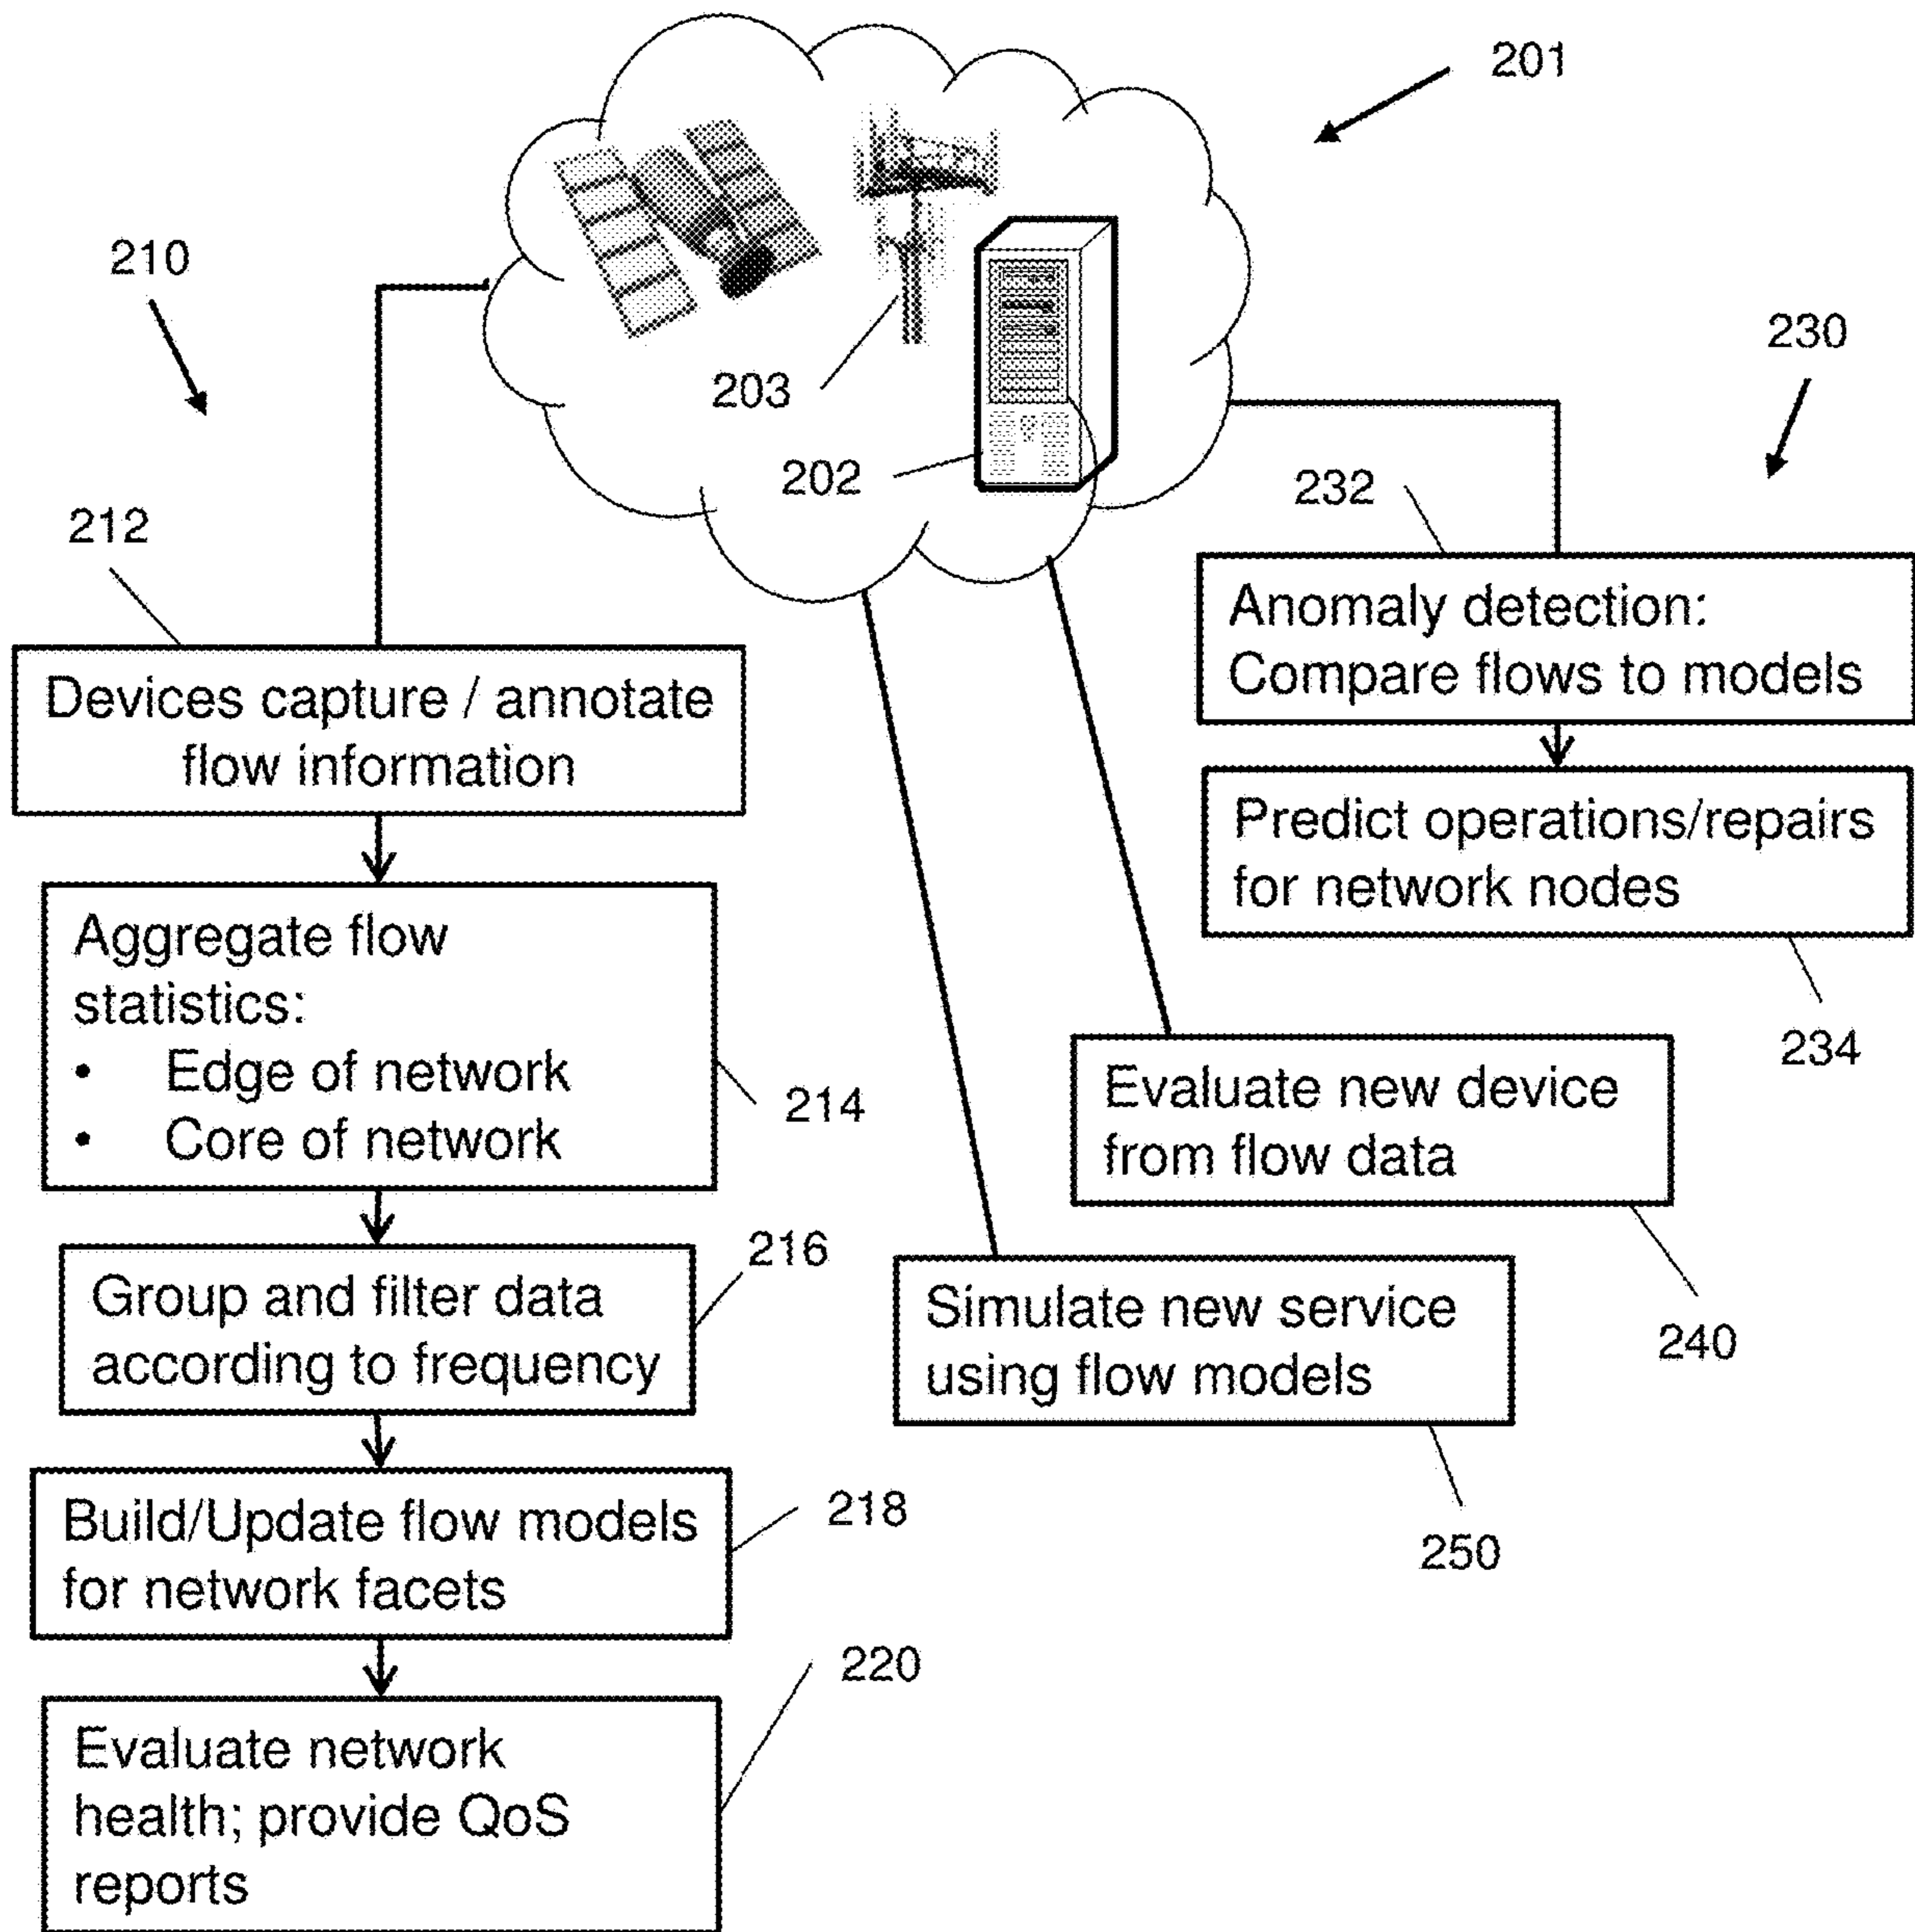 201
210
203
230
202
232
212
Anomaly detection:
Compare flows to models
Devices capture / annotate
flow information
Predict operations/repairs
for network nodes
234
Aggregate flow
statistics:
• Edge of network
• Core of network
214
Evaluate new device
from flow data
240
216
Group and filter data
according to frequency
Simulate new service
using flow models
250
Build/Update flow models
for network facets
218
220
Evaluate network
health; provide QoS
reports